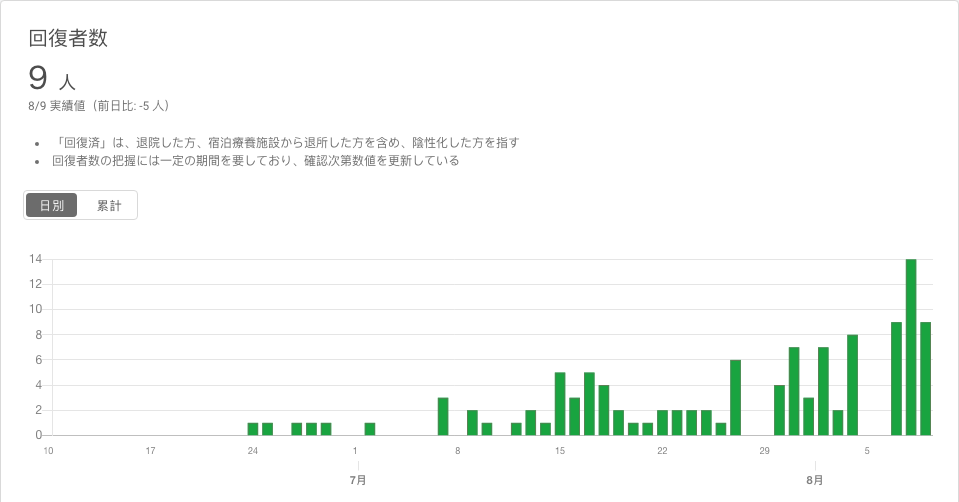 回復者数
9 人
8/9 実績値（前日比: -5 人）
「回復済」は、退院した方、宿泊療養施設から退所した方を含め、陰性化した方を指す
回復者数の把握には一定の期間を要しており、確認次第数値を更新している
日別 累計
14
12
10
8
6
4
2
0
10 17 24 1 8 15 22 29 5
7月 8月